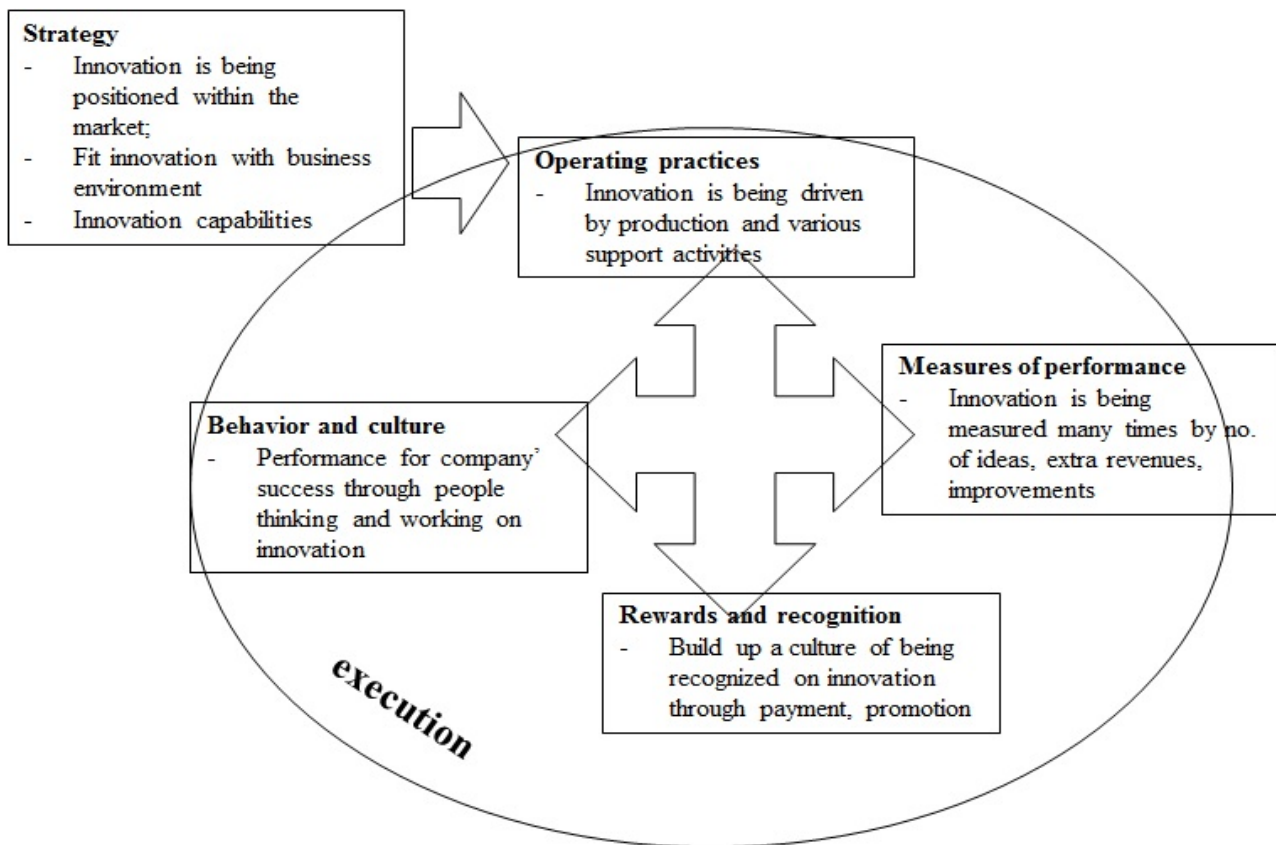 Strategy
- Innovation is being
positioned within the
market;
- Fit innovation with business
environment
- Innovation capabilities
Operating practices
- Innovation is being driven
by production and various
support activities
Measures of performance
- Innovation is being
measured many times by no.
of ideas, extra revenues,
improvements
Behavior and culture
- Performance for company’
success through people
thinking and working on
innovation
Rewards and recognition
- Build up a culture of being
recognized on innovation
through payment, promotion
execution